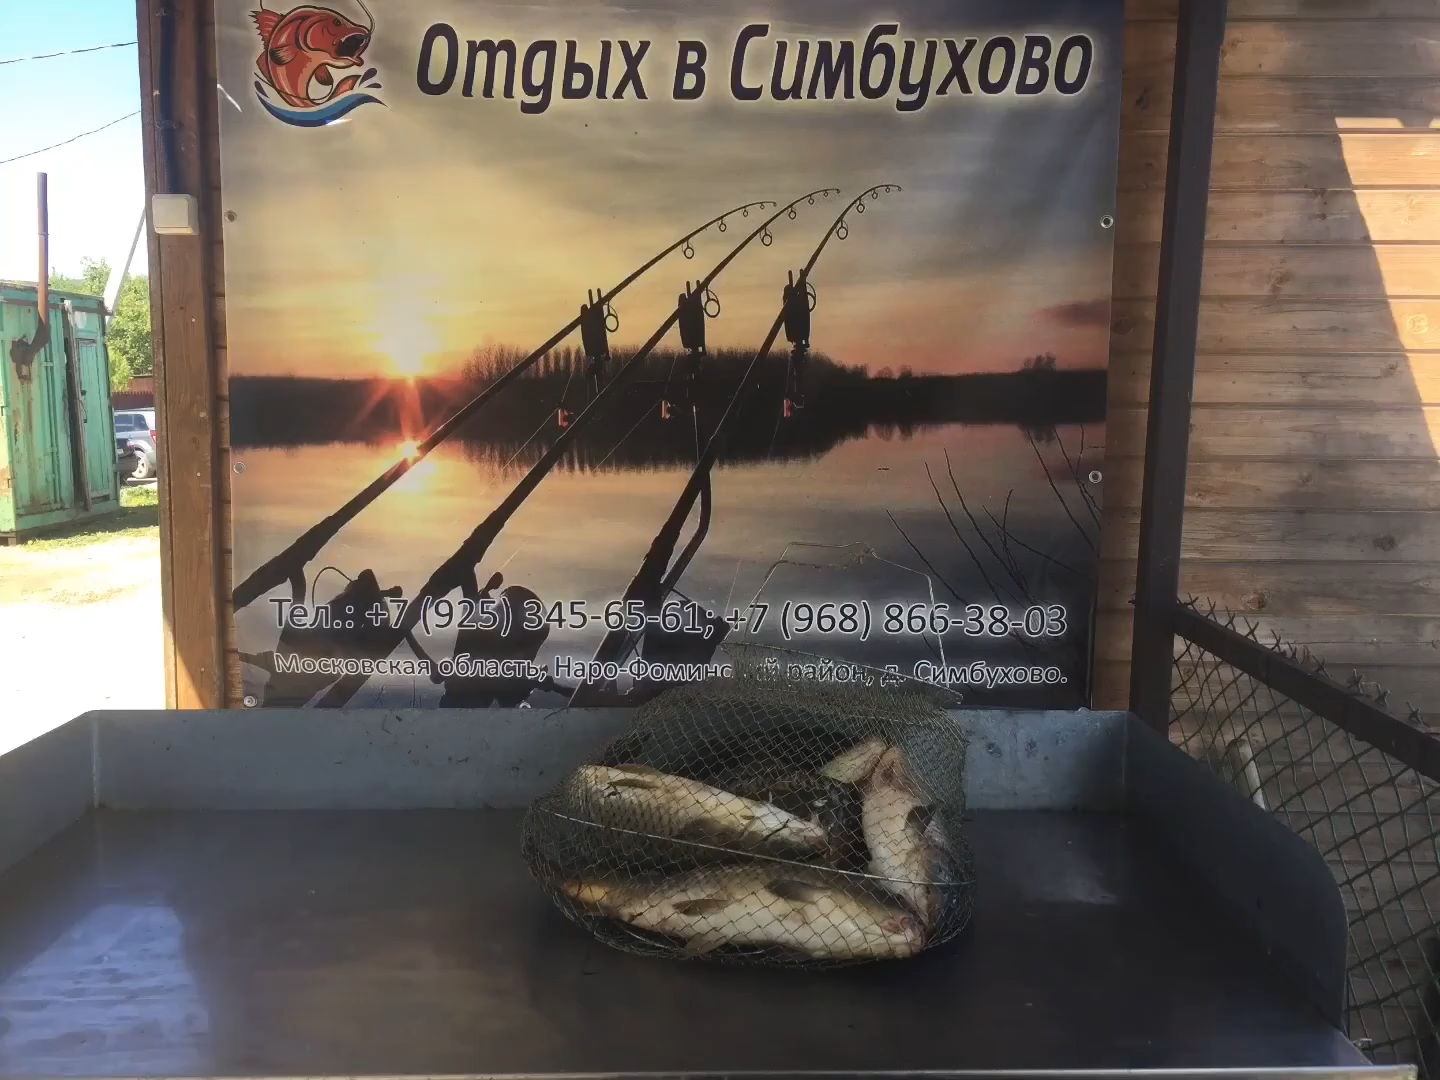 Отдых в Симбухово
Тел.: +7 (925) 345-65-61; +7 (968) 866-38-03
Московская область, Наро-Фоминский район, д. Симбухово.